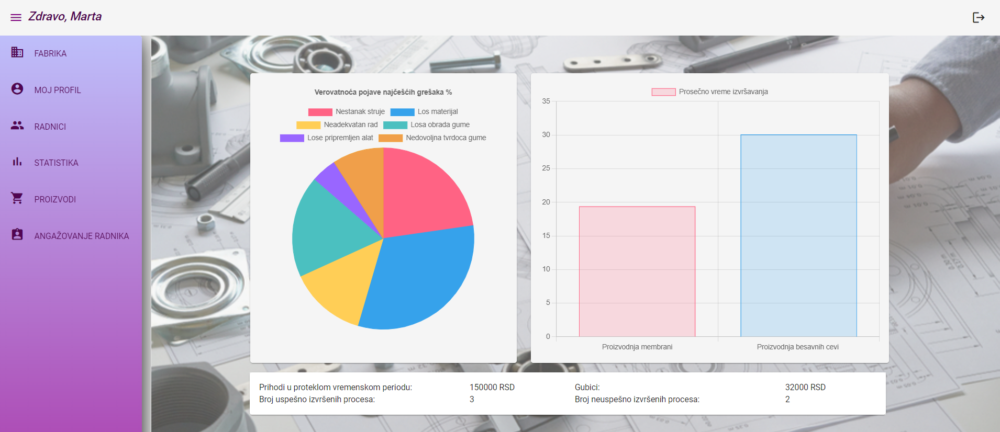 Zdravo, Marta
FABRIKA
MOJ PROFIL
RADNICI
STATISTIKA
PROIZVODI
ANGAŽOVANJE RADNIKA
Verovatnoća pojave najčešćih grešaka %
Nestanak struje Los materijal
Neadekvatan rad Losa obrada gume
Lose pripremljen alat Nedovoljna tvrdoca gume
Prosečno vreme izvršavanja
35
30
25
20
15
10
5
0
Proizvodnja membrani Proizvodnja besavnih cevi
Prihodi u proteklom vremenskom periodu: 150000 RSD Gubici: 32000 RSD
Broj uspešno izvršenih procesa: 3 Broj neuspešno izvršenih procesa: 2